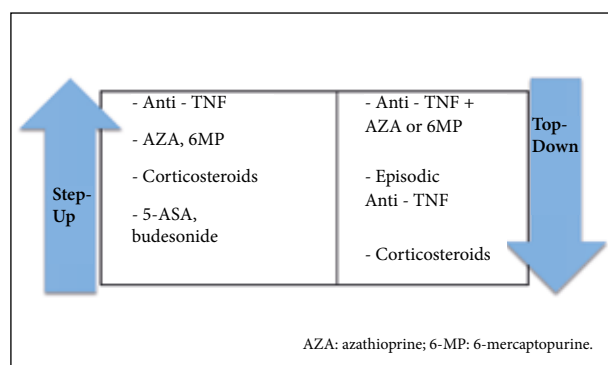 Step-
Up
- Anti - TNF
- AZA, 6MP
- Corticosteroids
- 5-ASA,
budesonide
- Anti - TNF +
AZA or 6MP
- Episodic
Anti - TNF
- Corticosteroids
Top-
Down
AZA: azathioprine; 6-MP: 6-mercaptopurine.